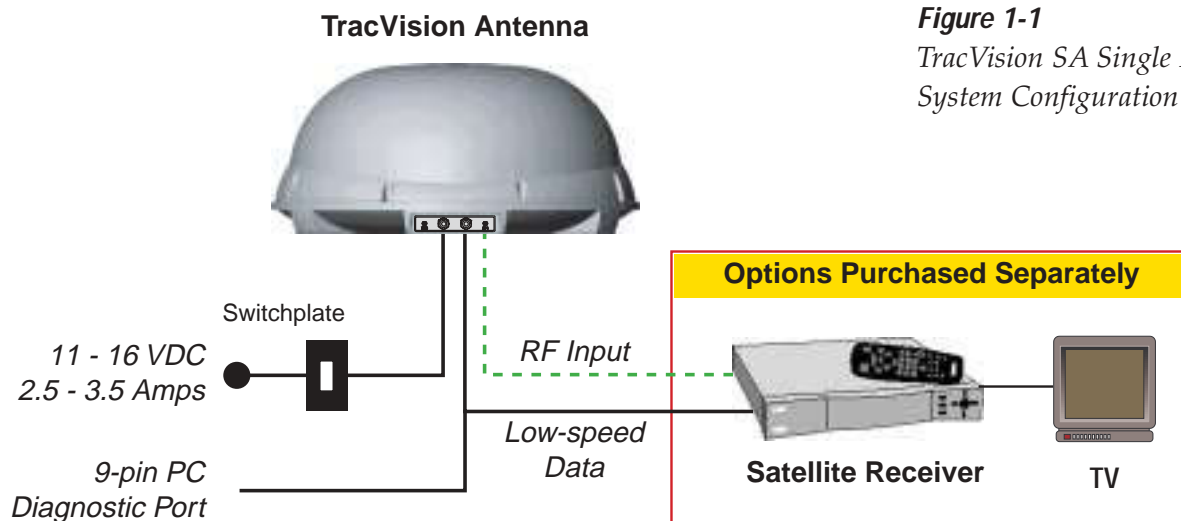 TracVision Antenna
Figure 1-1
TracVision SA Single
System Configuration
Options Purchased Separately
Switchplate
11 - 16 VDC
2.5 - 3.5 Amps
RF Input
Low-speed
Data
9-pin PC
Diagnostic Port
Satellite Receiver
TV